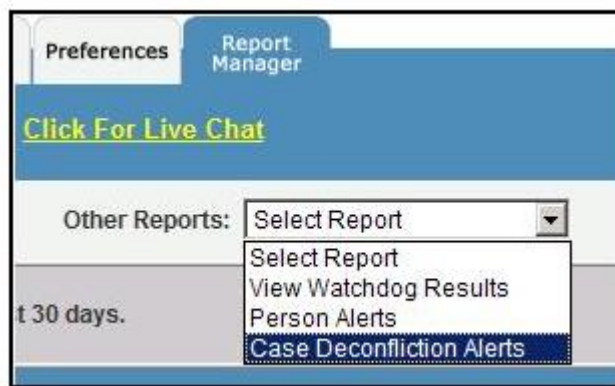 Preferences
Report
Manager
Click For Live Chat
Other Reports: Select Report
Select Report
View Watchdog Results
t 30 days.
Person Alerts
Case Deconfliction Alerts